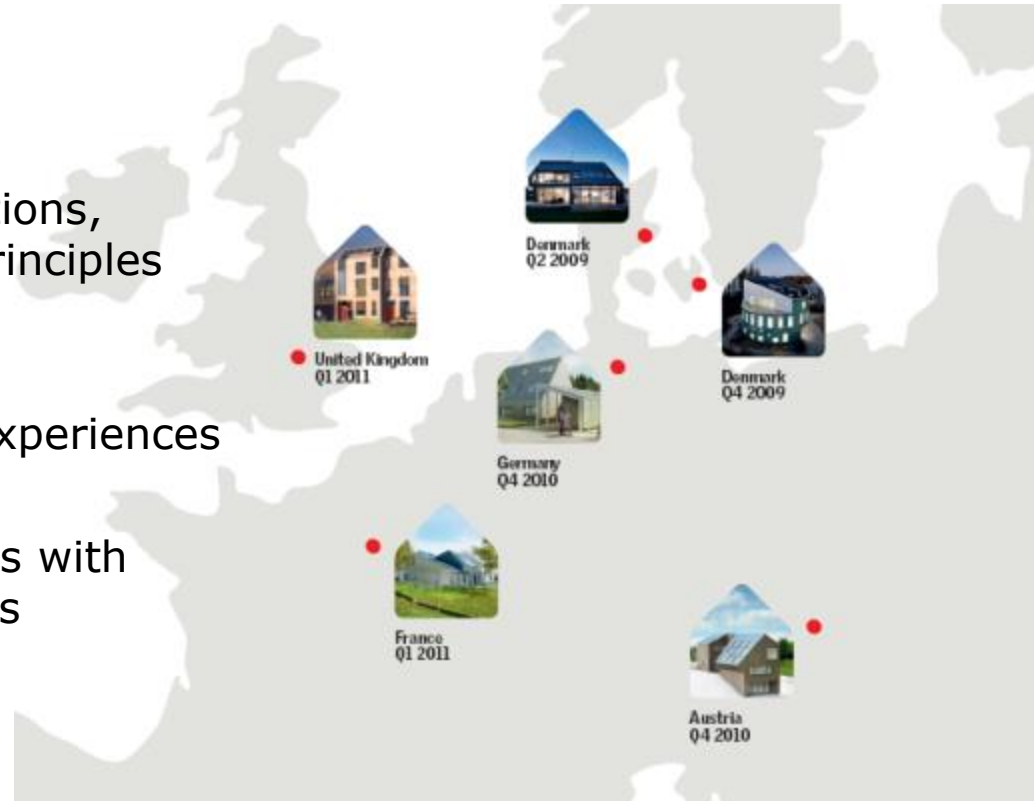 ions,
rinciples
xperiences
s with
s
Denmark
Q2 2009
United Kingdom
Q1 2011
Denmark
Q4 2009
Germany
Q4 2010
France
Q1 2011
Austria
Q4 2010